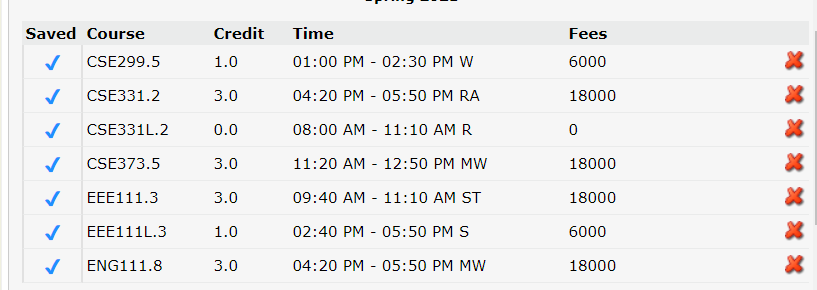 Saved Course Credit Time Fees
CSE299.5 1.0 01:00 PM - 02:30 PM W 6000
CSE331.2 3.0 04:20 PM - 05:50 PM RA 18000
CSE331L.2 0.0 08:00 AM - 11:10 AM R 0
CSE373.5 3.0 11:20 AM - 12:50 PM MW 18000
EEE111.3 3.0 09:40 AM - 11:10 AM ST 18000
EEE111L.3 1.0 02:40 PM - 05:50 PM S 6000
ENG111.8 3.0 04:20 PM - 05:50 PM MW 18000